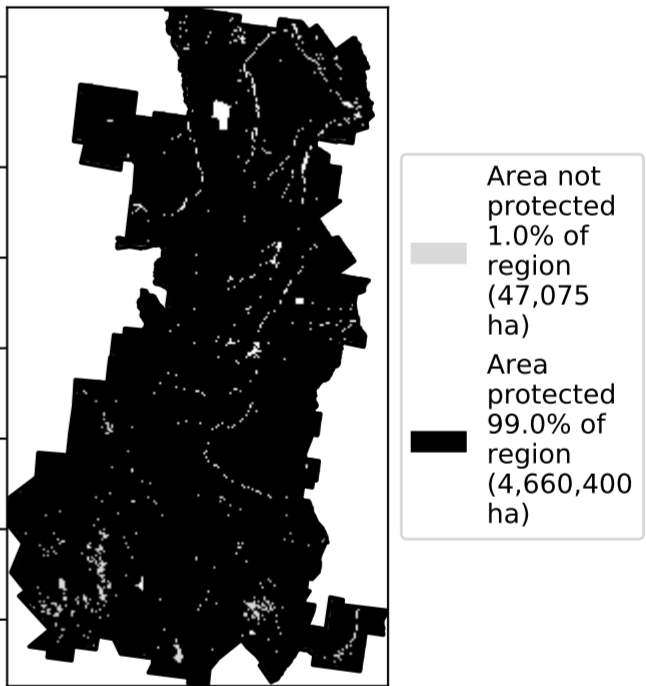 Area not
protected
1.0% of
region
(47,075
ha)
Area
protected
99.0% of
region
(4,660,400
ha)